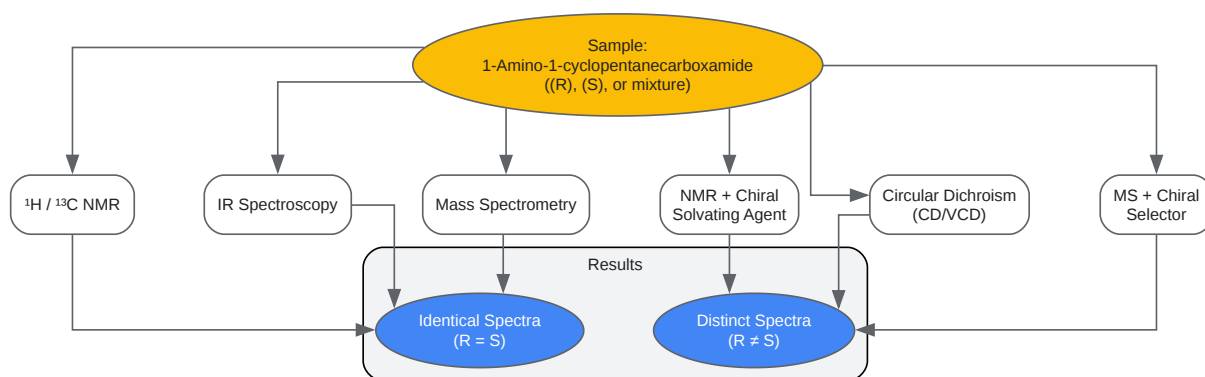 Sample:
1-Amino-1-cyclopentanecarboxamide
((R), (S), or mixture)
¹H / ¹³C NMR
IR Spectroscopy
Mass Spectrometry
NMR + Chiral
Solvating Agent
Circular Dichroism
(CD/VCD)
MS + Chiral
Selector
Results
Identical Spectra
(R = S)
Distinct Spectra
(R ≠ S)